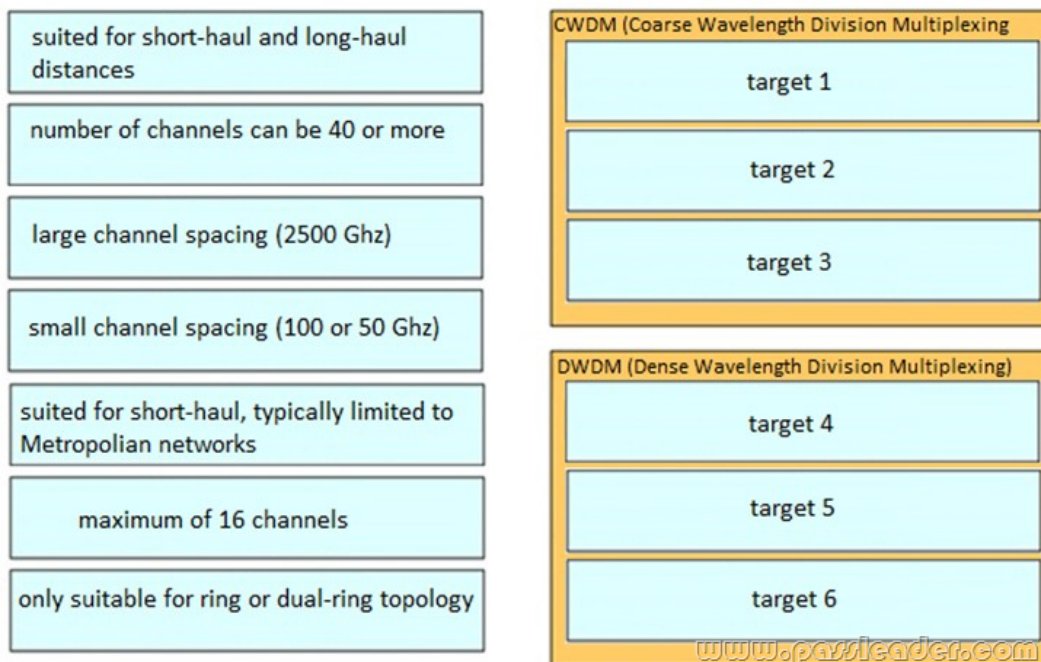 suited for short-haul and long-haul
distances
number of channels can be 40 or more
large channel spacing (2500 Ghz)
small channel spacing (100 or 50 Ghz)
suited for short-haul, typically limited to
Metropolian networks
maximum of 16 channels
only suitable for ring or dual-ring topology
CWDM (Coarse Wavelength Division Multiplexing
target 1
target 2
target 3
DWDM (Dense Wavelength Division Multiplexing)
target 4
target 5
target 6
www.passleader.com